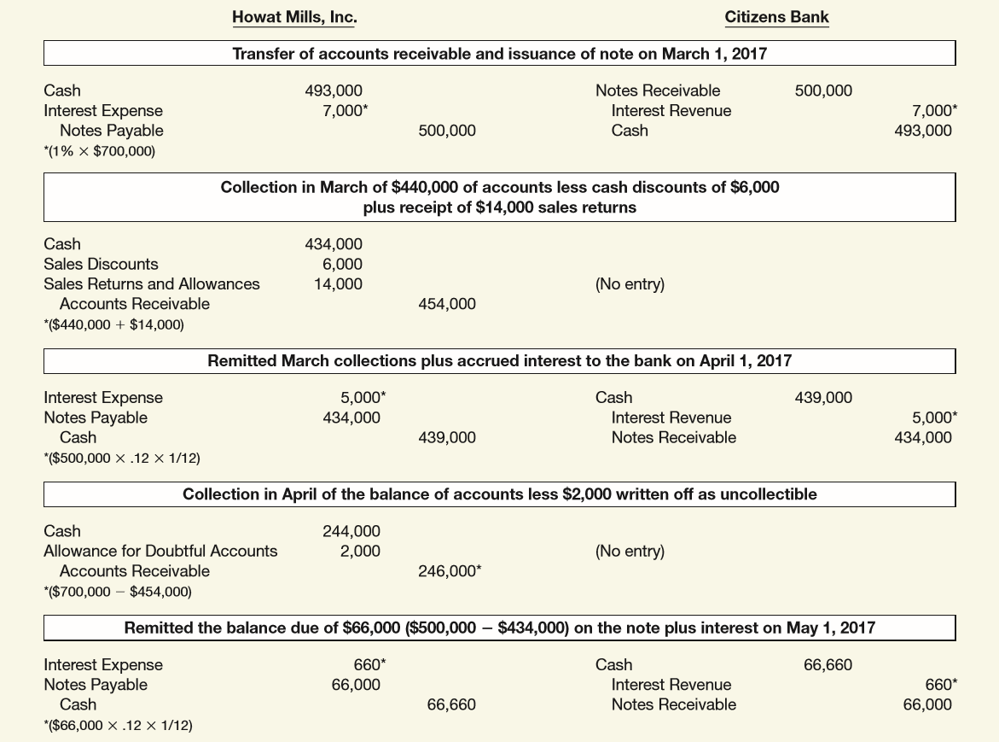 Howat Mills, Inc. Citizens Bank
Transfer of accounts receivable and issuance of note on March 1, 2017
Cash 493,000 Notes Receivable 500,000
Interest Expense 7,000* Interest Revenue 7,000*
Notes Payable 500,000 Cash 493,000
*(1% × $700,000)
Collection in March of $440,000 of accounts less cash discounts of $6,000
plus receipt of $14,000 sales returns
Cash 434,000
Sales Discounts 6,000
Sales Returns and Allowances 14,000 (No entry)
Accounts Receivable 454,000
*($440,000 + $14,000)
Remitted March collections plus accrued interest to the bank on April 1, 2017
Interest Expense 5,000* Cash 439,000
Notes Payable 434,000 Interest Revenue 5,000*
Cash 439,000 Notes Receivable 434,000
*($500,000 × .12 × 1/12)
Collection in April of the balance of accounts less $2,000 written off as uncollectible
Cash 244,000
Allowance for Doubtful Accounts 2,000 (No entry)
Accounts Receivable 246,000*
*($700,000 − $454,000)
Remitted the balance due of $66,000 ($500,000 − $434,000) on the note plus interest on May 1, 2017
Interest Expense 660* Cash 66,660
Notes Payable 66,000 Interest Revenue 660*
Cash 66,660 Notes Receivable 66,000
*($66,000 × .12 × 1/12)